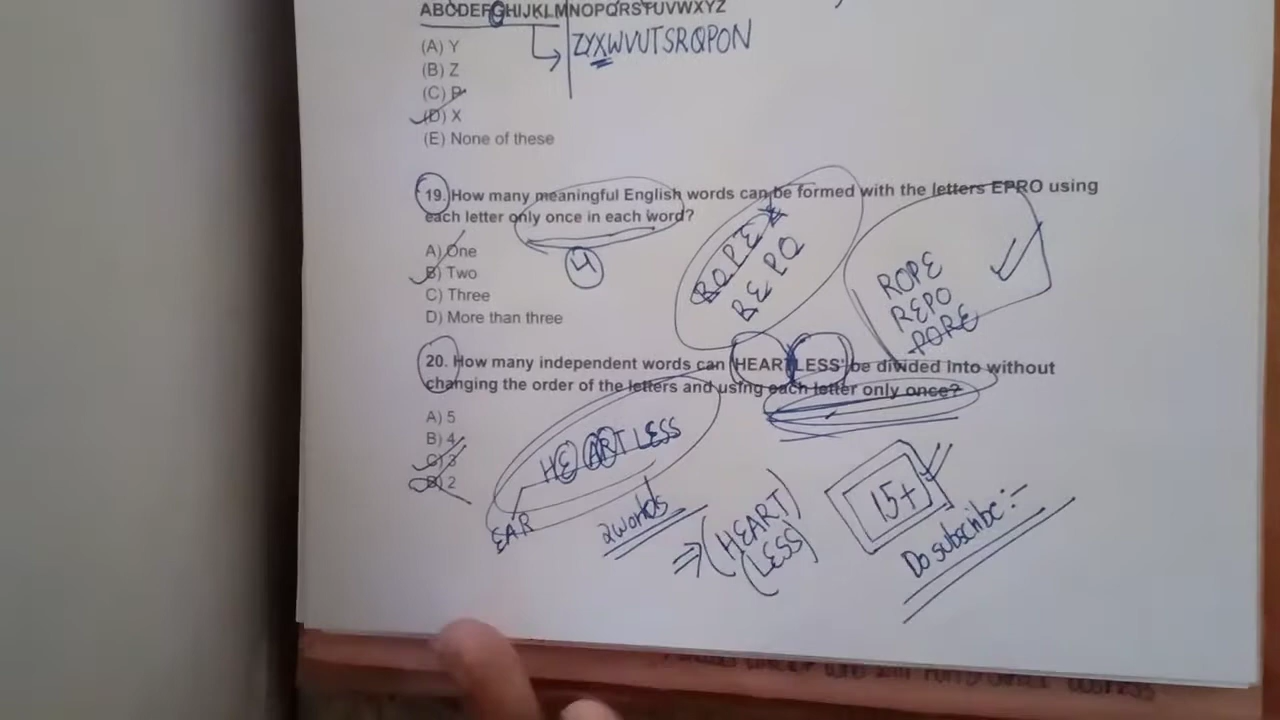 ABCDEFGHIJKLMNOPQRSTUVWXYZ
(A) Y
ZYXWVUTSRQPON
(B) Z
(C) P
(D) X
(E) None of these
19. How many meaningful English words can be formed with the letters EPRO using
each letter only once in each word?
A) One
B) Two
C) Three
D) More than three
4
ROPE
REPO
ROPE
REPO
PORE
20. How many independent words can 'HEARTLESS' be divided into without
changing the order of the letters and using each letter only once?
A) 5
B) 4
C) 3
D) 2
HEARTLESS
EAR
2 words
⇒ (HEART)
(LESS)
15+
Do subscribe:-